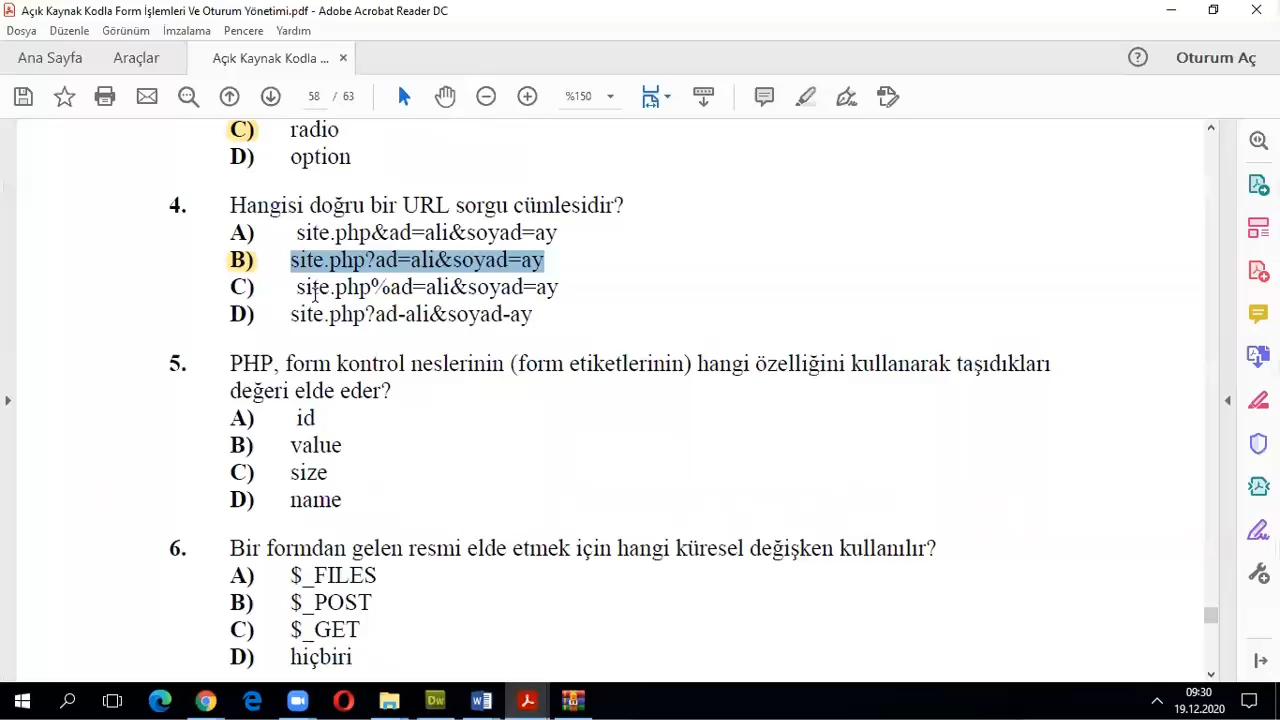 Açık Kaynak Kodla Form İşlemleri Ve Oturum Yönetimi.pdf - Adobe Acrobat Reader DC
Dosya Düzenle Görünüm İmzalama Pencere Yardım
Ana Sayfa Araçlar Açık Kaynak Kodla ... × Oturum Aç
58 / 63 %150
C) radio
D) option
4. Hangisi doğru bir URL sorgu cümlesidir?
A) site.php&ad=ali&soyad=ay
B) site.php?ad=ali&soyad=ay
C) site.php%ad=ali&soyad=ay
D) site.php?ad-ali&soyad-ay
5. PHP, form kontrol neslerinin (form etiketlerinin) hangi özelliğini kullanarak taşıdıkları
değeri elde eder?
A) id
B) value
C) size
D) name
6. Bir formdan gelen resmi elde etmek için hangi küresel değişken kullanılır?
A) $_FILES
B) $_POST
C) $_GET
D) hiçbiri
Dw
09:30
19.12.2020